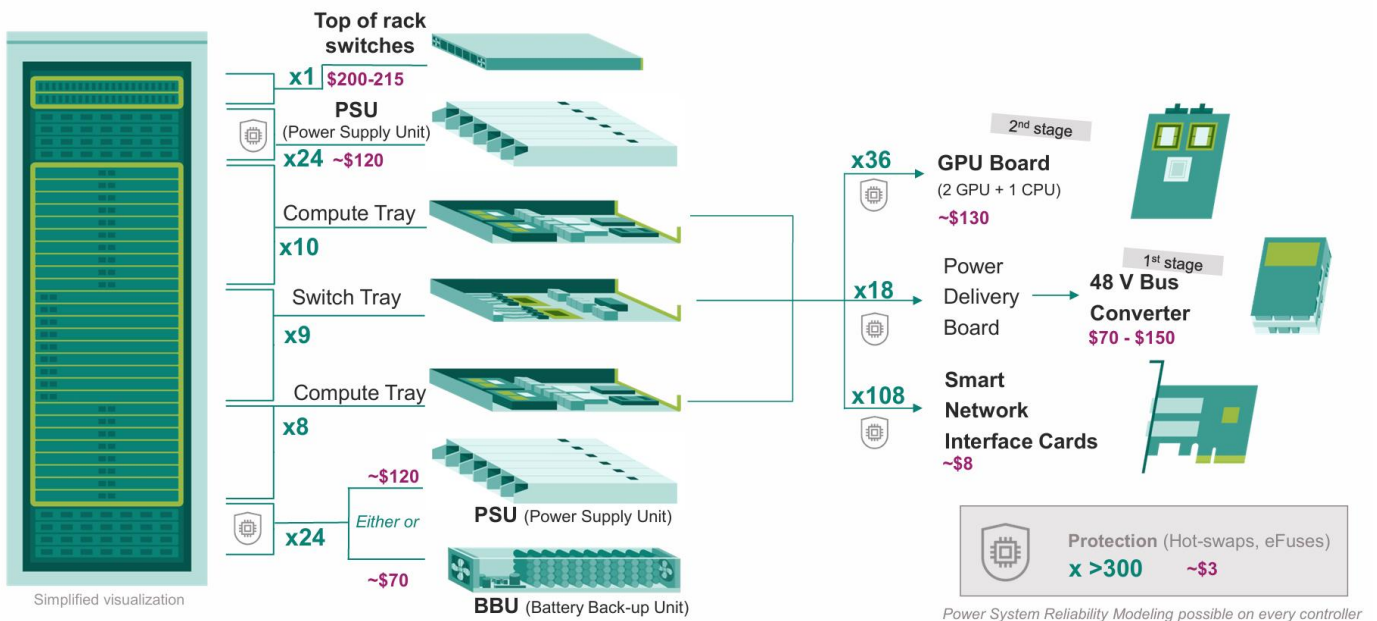 Top of rack
switches
x1 $200-215
PSU
(Power Supply Unit)
x24 ~$120
Compute Tray
x10
Switch Tray
x9
Compute Tray
x8
~$120
PSU (Power Supply Unit)
Either or
x24
~$70
BBU (Battery Back-up Unit)
Simplified visualization
2nd stage
x36
GPU Board
(2 GPU + 1 CPU)
~$130
1st stage
x18
Power
Delivery
Board
48 V Bus
Converter
$70 - $150
x108
Smart
Network
Interface Cards
~$8
Protection (Hot-swaps, eFuses)
x >300 ~$3
Power System Reliability Modeling possible on every controller